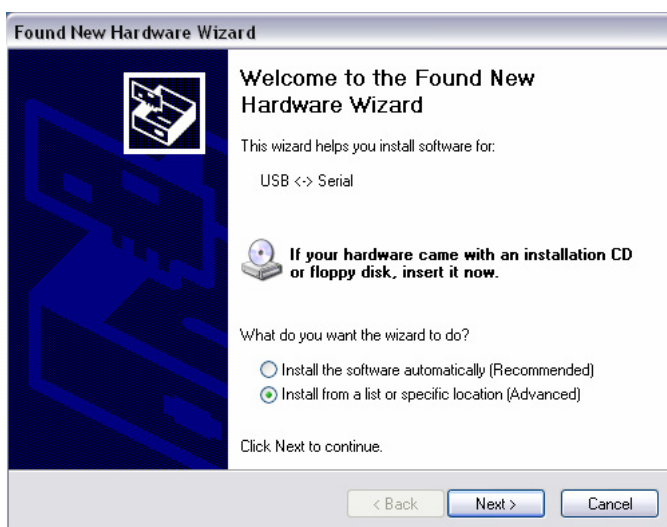 Found New Hardware Wizard
Welcome to the Found New
Hardware Wizard
This wizard helps you install software for:
USB <-> Serial
If your hardware came with an installation CD
or floppy disk, insert it now.
What do you want the wizard to do?
Install the software automatically (Recommended)
Install from a list or specific location (Advanced)
Click Next to continue.
< Back
Next >
Cancel